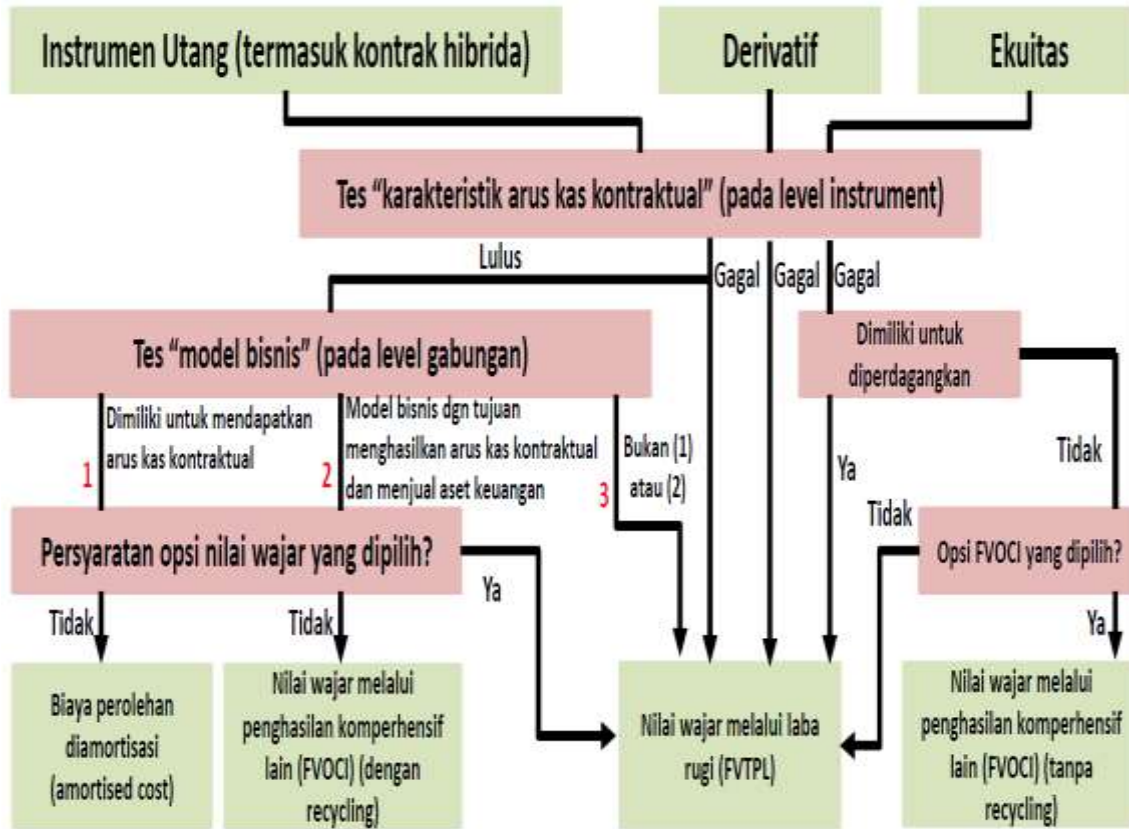 Instrumen Utang (termasuk kontrak hibrida)
Derivatif
Ekuitas
Tes “karakteristik arus kas kontraktual” (pada level instrument)
Lulus
Gagal
Gagal
Gagal
Tes “model bisnis” (pada level gabungan)
Dimiliki untuk
diperdagangkan
Dimiliki untuk mendapatkan
arus kas kontraktual
1
Model bisnis dgn tujuan
menghasilkan arus kas kontraktual
dan menjual aset keuangan
2
Bukan (1)
atau (2)
3
Ya
Tidak
Tidak
Persyaratan opsi nilai wajar yang dipilih?
Ya
Opsi FVOCI yang dipilih?
Tidak
Tidak
Ya
Biaya perolehan
diamortisasi
(amortised cost)
Nilai wajar melalui
penghasilan komperhensif
lain (FVOCI) (dengan
recycling)
Nilai wajar melalui laba
rugi (FVTPL)
Nilai wajar melalui
penghasilan komperhensif
lain (FVOCI) (tanpa
recycling)